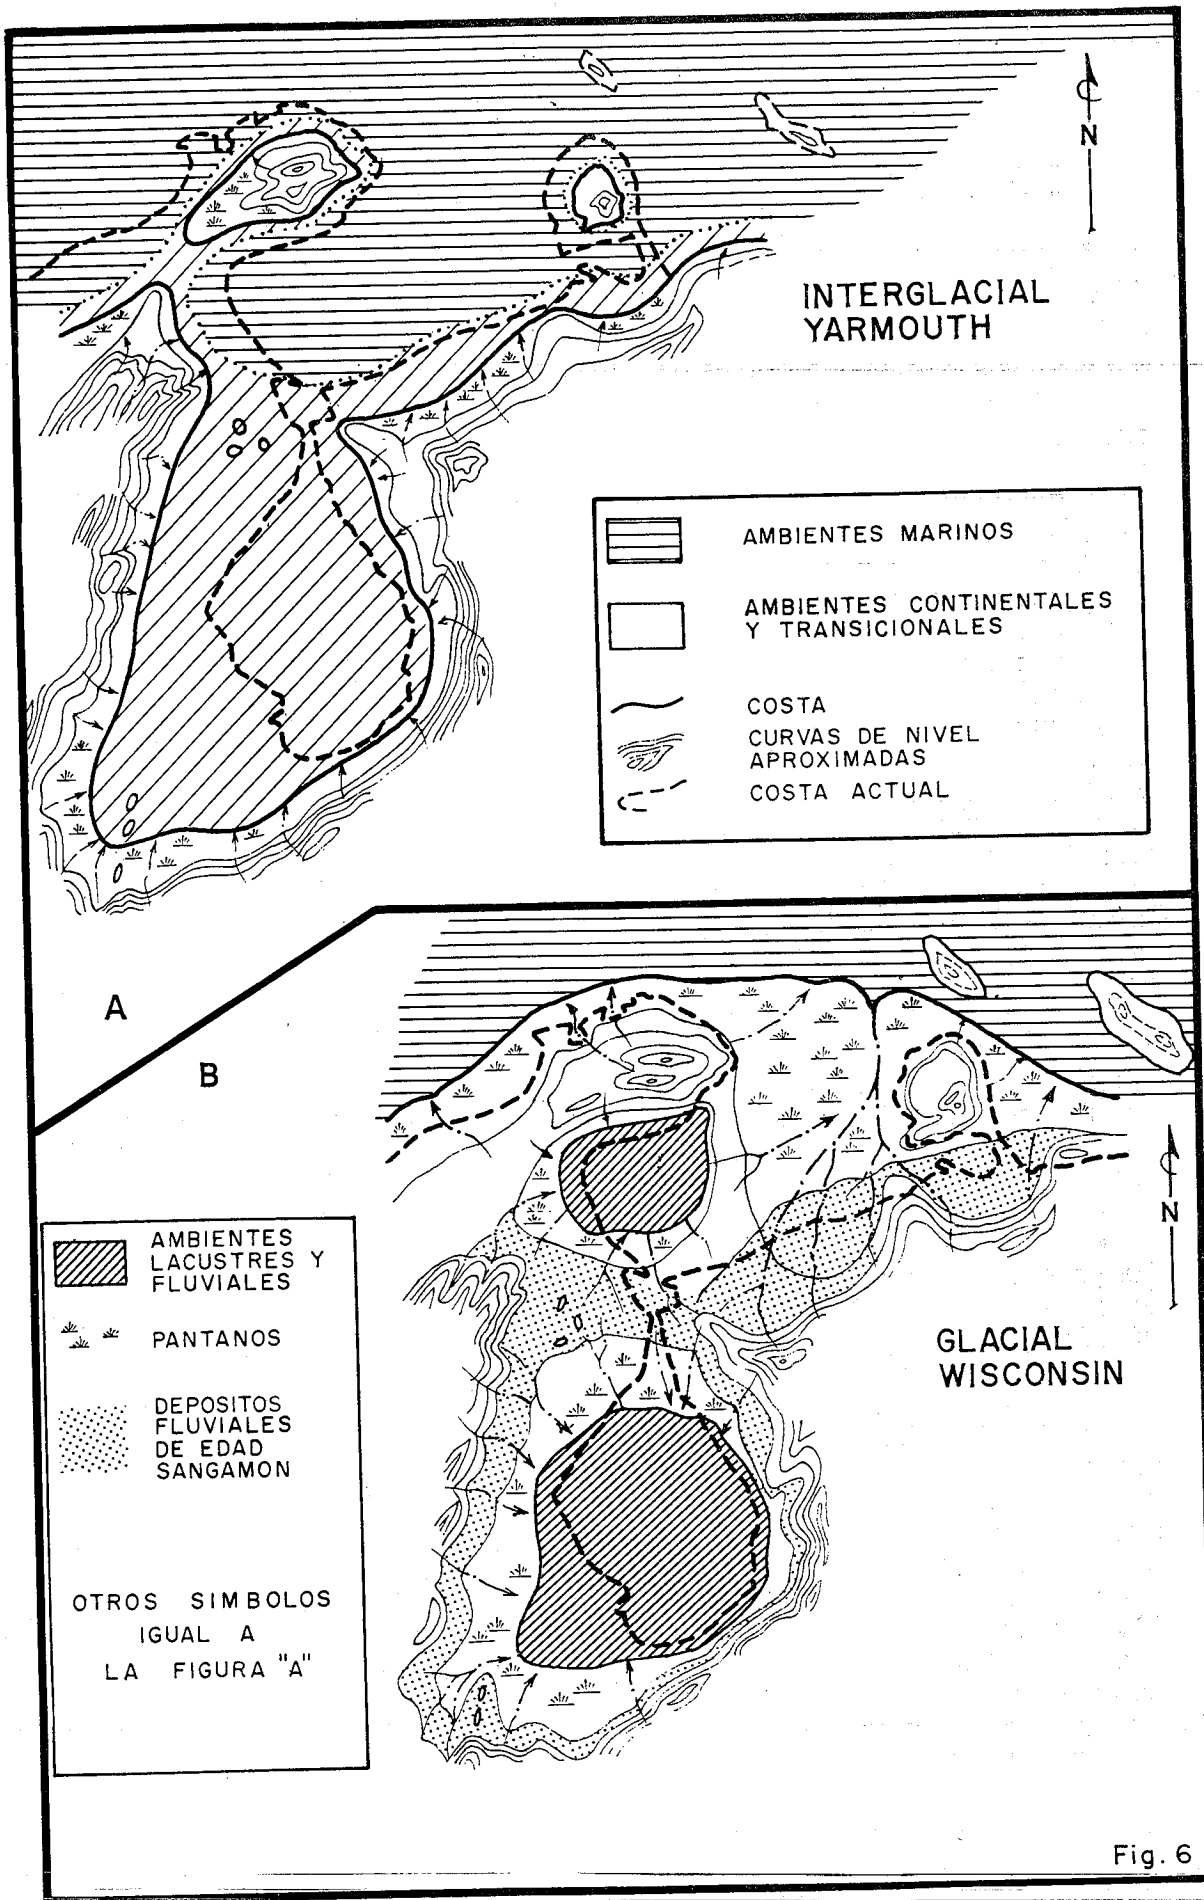 N
INTERGLACIAL
YARMOUTH
AMBIENTES MARINOS
AMBIENTES CONTINENTALES
Y TRANSICIONALES
COSTA
CURVAS DE NIVEL
APROXIMADAS
COSTA ACTUAL
A
B
N
AMBIENTES
LACUSTRES Y
FLUVIALES
PANTANOS
DEPOSITOS
FLUVIALES
DE EDAD
SANGAMON
OTROS SIMBOLOS
IGUAL A
LA FIGURA "A"
GLACIAL
WISCONSIN
Fig. 6